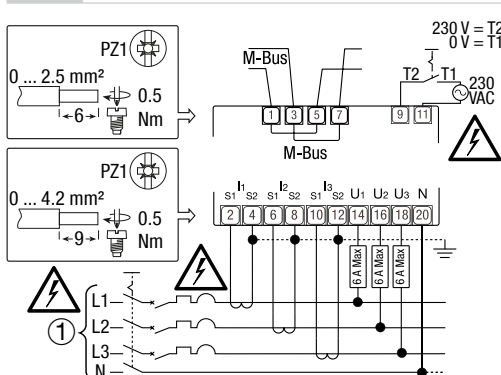 230 V = T2
0 V = T1
PZ1
0 ... 2.5 mm²
6
0.5
Nm
M-Bus
T2
T1
230
VAC
1 3 5 7
9 11
M-Bus
PZ1
0 ... 4.2 mm²
9
0.5
Nm
I1 I2 I3
S1 S2 S1 S2 S1 S2 U1 U2 U3 N
2 4 6 8 10 12 14 16 18 20
6 A Max
6 A Max
6 A Max
1
L1
L2
L3
N